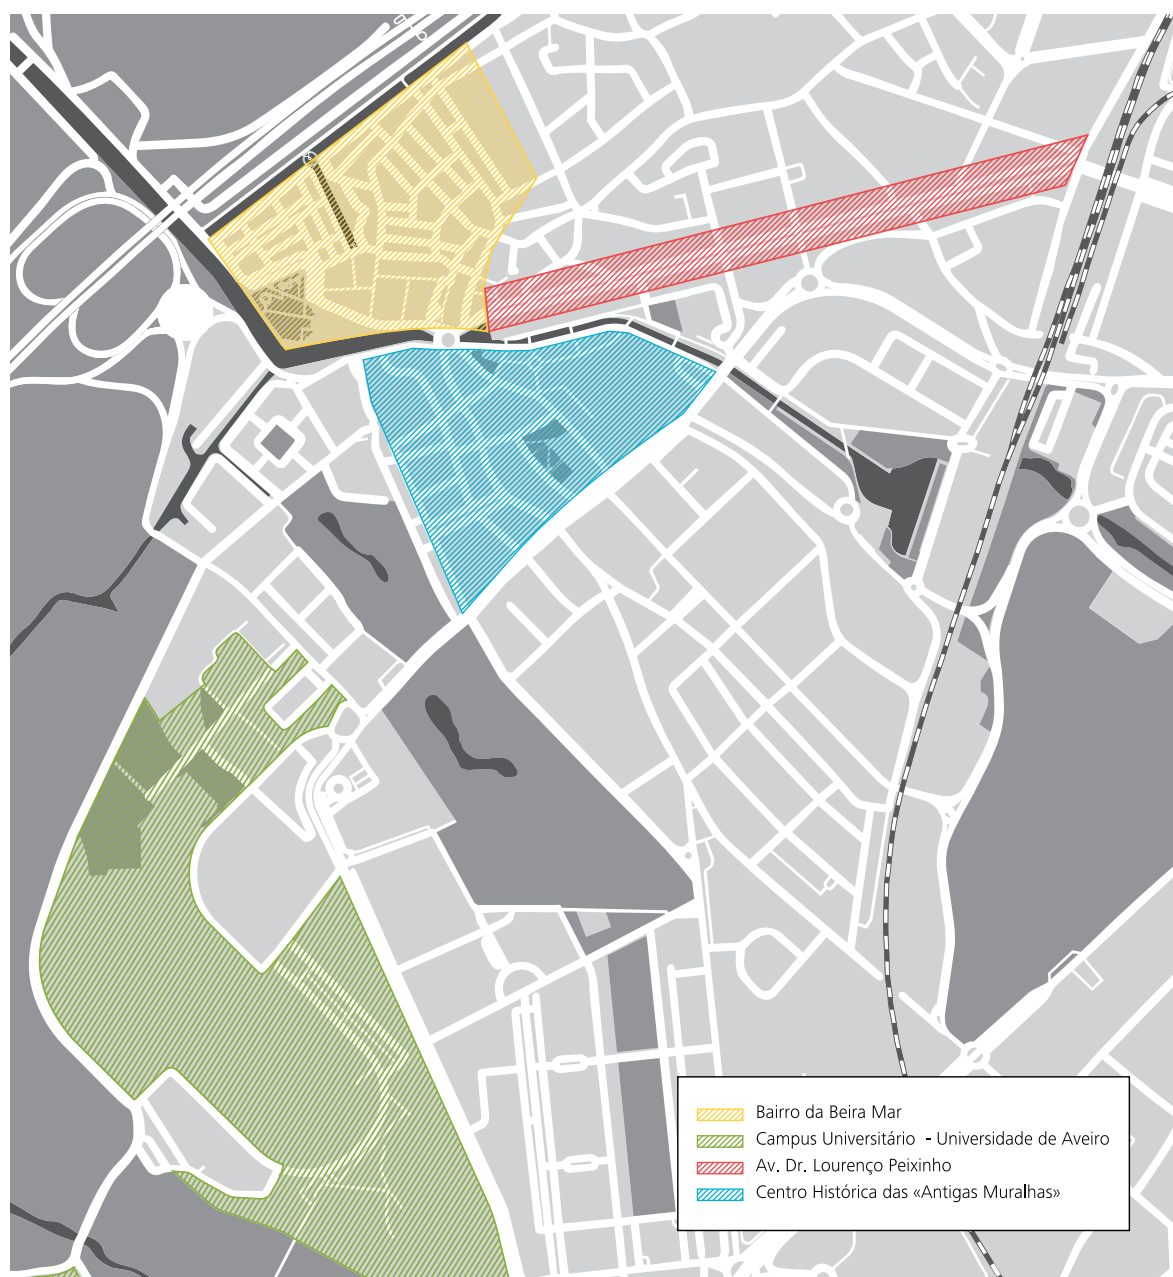 Bairro da Beira Mar
Campus Universitário - Universidade de Aveiro
Av. Dr. Lourenço Peixinho
Centro Histórica das «Antigas Muralhas»